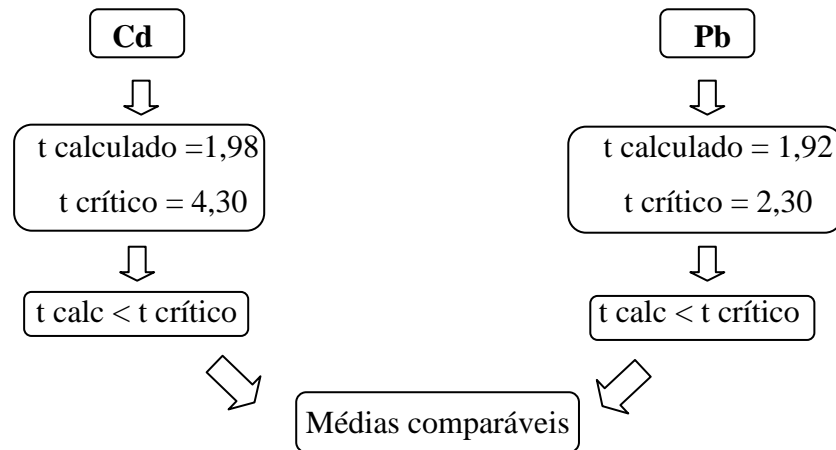 Cd
t calculado =1,98
t crítico = 4,30
t calc < t crítico
Pb
t calculado = 1,92
t crítico = 2,30
t calc < t crítico
Médias comparáveis